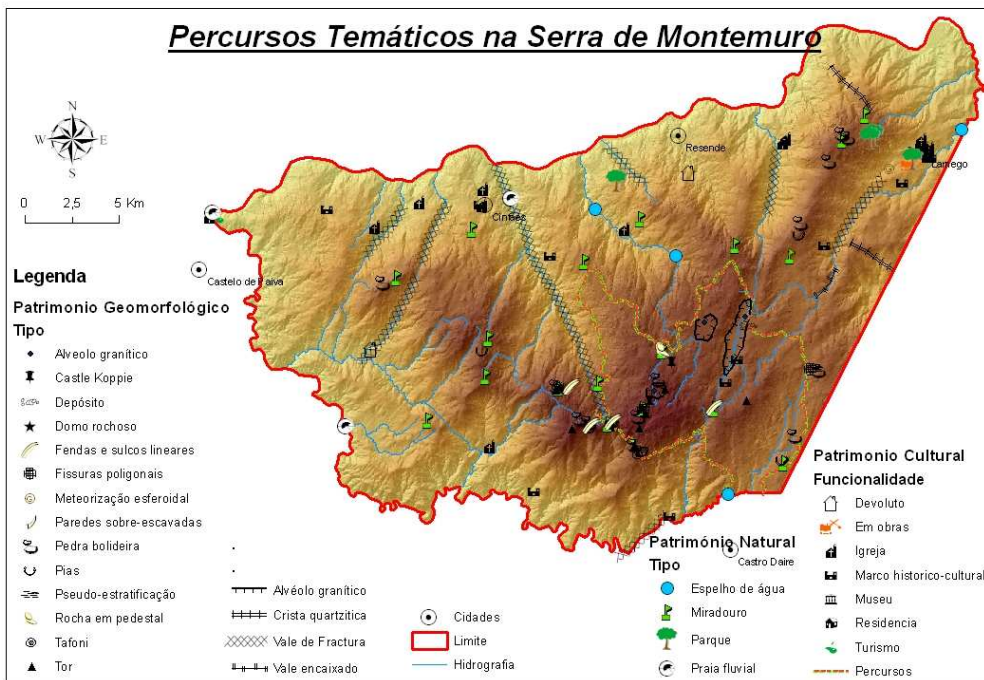 Percursos Temáticos na Serra de Montemuro
N
W E
S
0 2,5 5 Km
Resende
Lamego
Cinfães
Castelo de Paiva
Castro Daire
Legenda
Patrimonio Geomorfológico
Tipo
Alveolo granítico
Castle Koppie
Depósito
Domo rochoso
Fendas e sulcos lineares
Fissuras poligonais
Meteorização esferoidal
Paredes sobre-escavadas
Pedra bolideira
Pias
Pseudo-estratificação
Rocha em pedestal
Tafoni
Tor
Alvéolo granítico
Crista quartzitica
Vale de Fractura
Vale encaixado
Cidades
Limite
Hidrografia
Património Natural
Tipo
Espelho de água
Miradouro
Parque
Praia fluvial
Patrimonio Cultural
Funcionalidade
Devoluto
Em obras
Igreja
Marco historico-cultural
Museu
Residencia
Turismo
Percursos